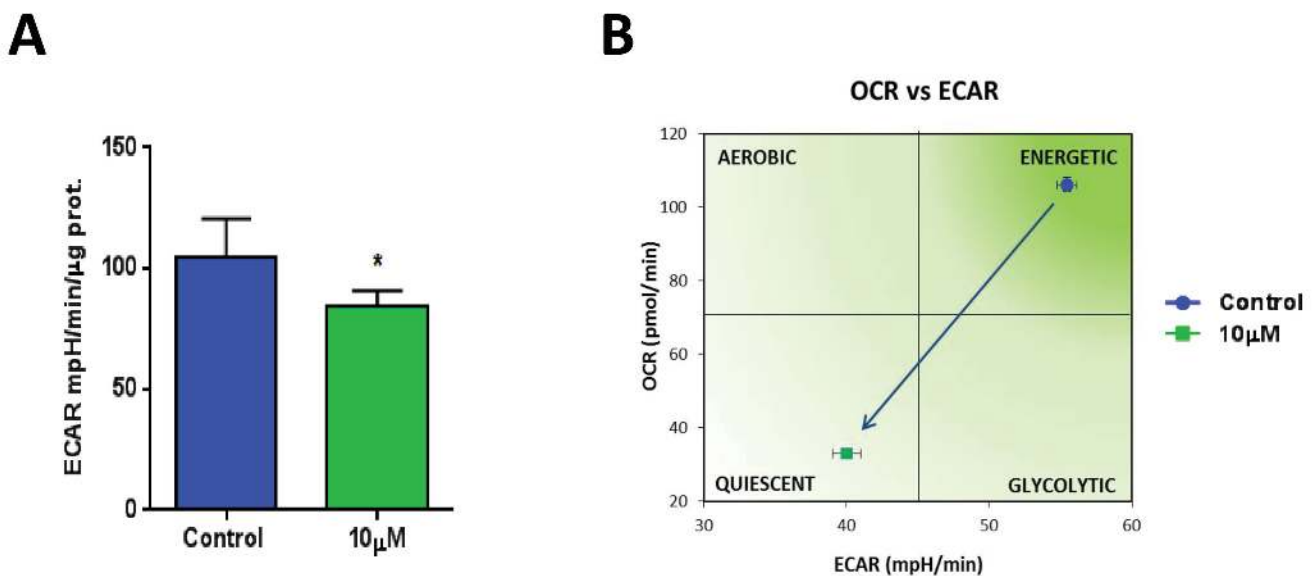 A
150
100
50
0
ECAR mpH/min/µg prot.
*
Control
10µM
B
OCR vs ECAR
120
100
80
60
40
20
OCR (pmol/min)
AEROBIC
ENERGETIC
QUIESCENT
GLYCOLYTIC
30
40
50
60
ECAR (mpH/min)
Control
10µM